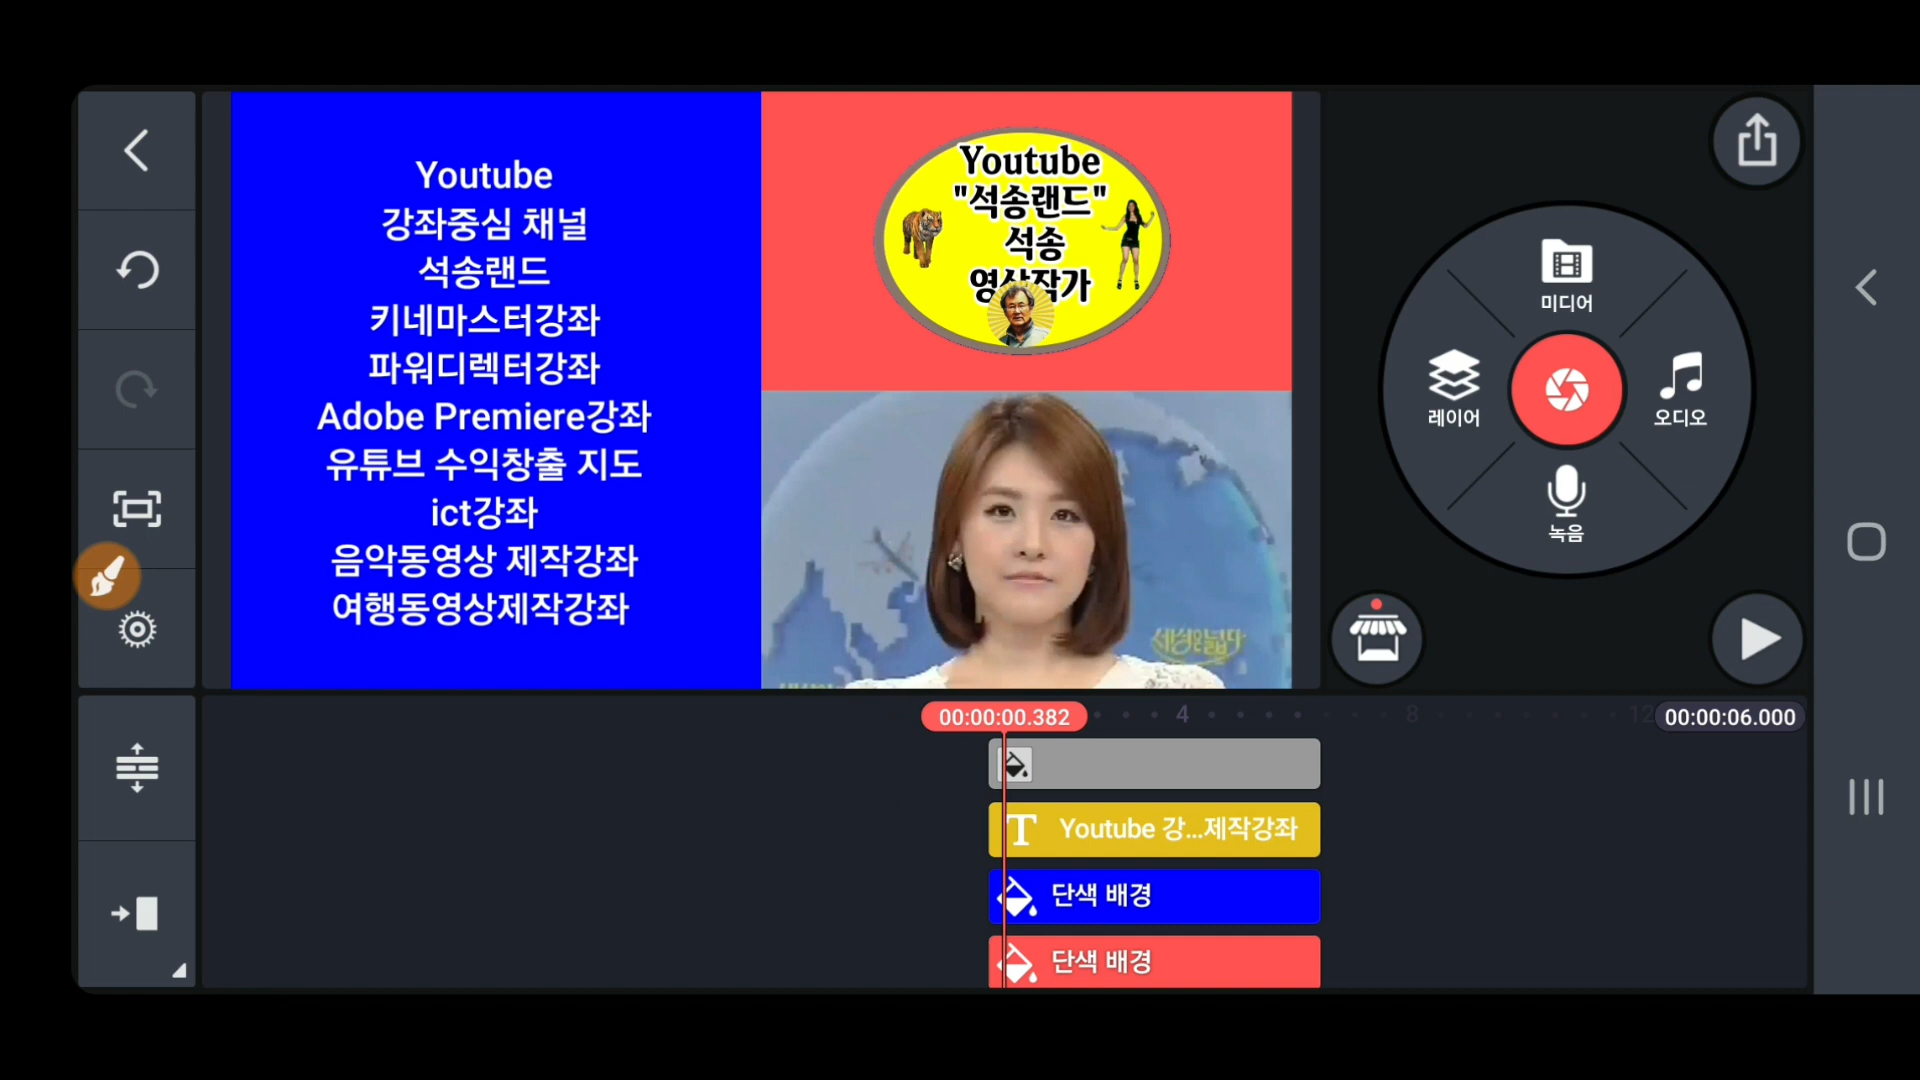 Youtube
강좌중심 채널
석송랜드
키네마스터강좌
파워디렉터강좌
Adobe Premiere강좌
유튜브 수익창출 지도
ict강좌
음악동영상 제작강좌
여행동영상제작강좌
Youtube
"석송랜드"
석송
영상작가
세상은넓다
미디어
레이어
오디오
녹음
00:00:00.382
4
8
12
00:00:06.000
T
Youtube 강...제작강좌
단색 배경
단색 배경